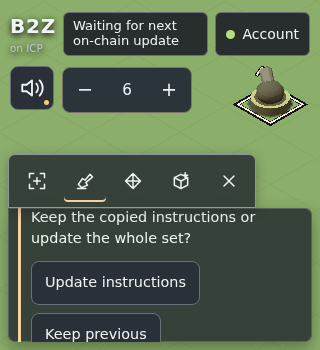 B2Z
on ICP
Waiting for next
on-chain update
Account
− 6 +
Keep the copied instructions or
update the whole set?
Update instructions
Keep previous